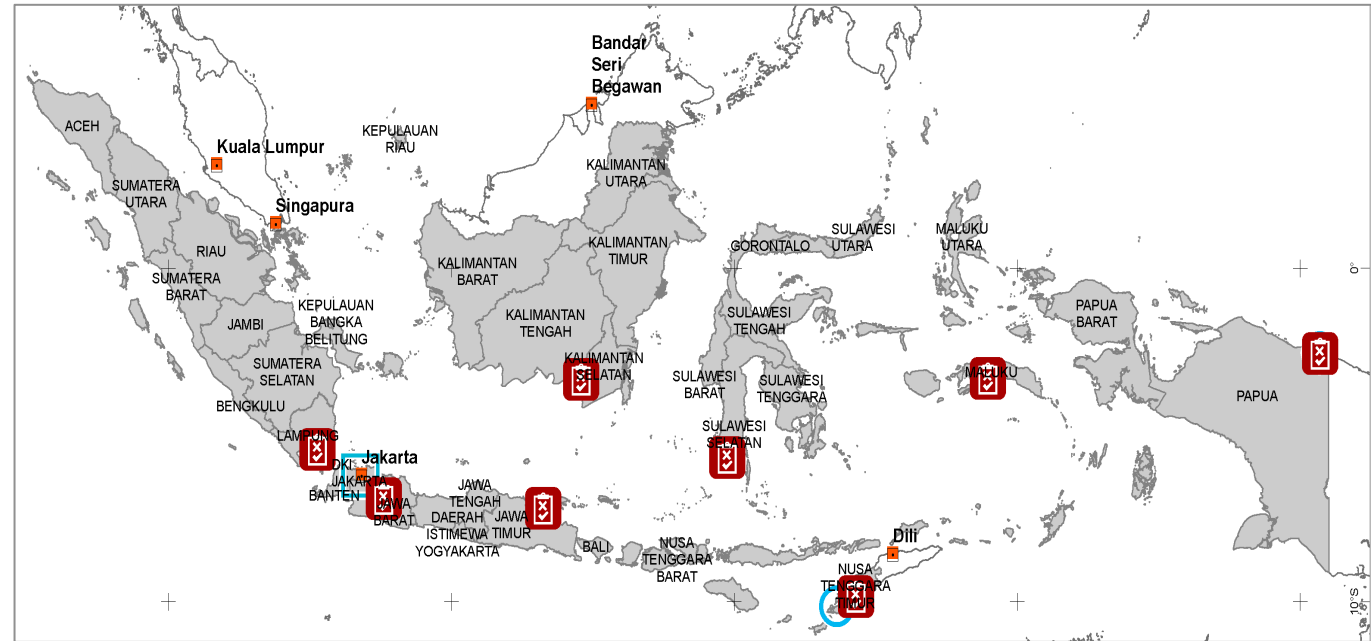 Bandar
Seri
Begawan
ACEH
KEPULAUAN
RIAU
Kuala Lumpur
KALIMANTAN
UTARA
SUMATERA
UTARA
Singapura
SULAWESI
UTARA
MALUKU
UTARA
RIAU
GORONTALO
KALIMANTAN
TIMUR
KALIMANTAN
BARAT
0°
SUMATERA
BARAT
KEPULAUAN
BANGKA
BELITUNG
PAPUA
BARAT
JAMBI
KALIMANTAN
TENGAH
SULAWESI
TENGAH
SUMATERA
SELATAN
KALIMANTAN
SELATAN
SULAWESI
BARAT
SULAWESI
TENGGARA
MALUKU
PAPUA
BENGKULU
LAMPUNG
SULAWESI
SELATAN
Jakarta
DKI
JAKARTA
BANTEN
JAWA
BARAT
JAWA
TENGAH
DAERAH
ISTIMEWA
YOGYAKARTA
JAWA
TIMUR
BALI
NUSA
TENGGARA
BARAT
Dili
NUSA
TENGGARA
TIMUR
10°S